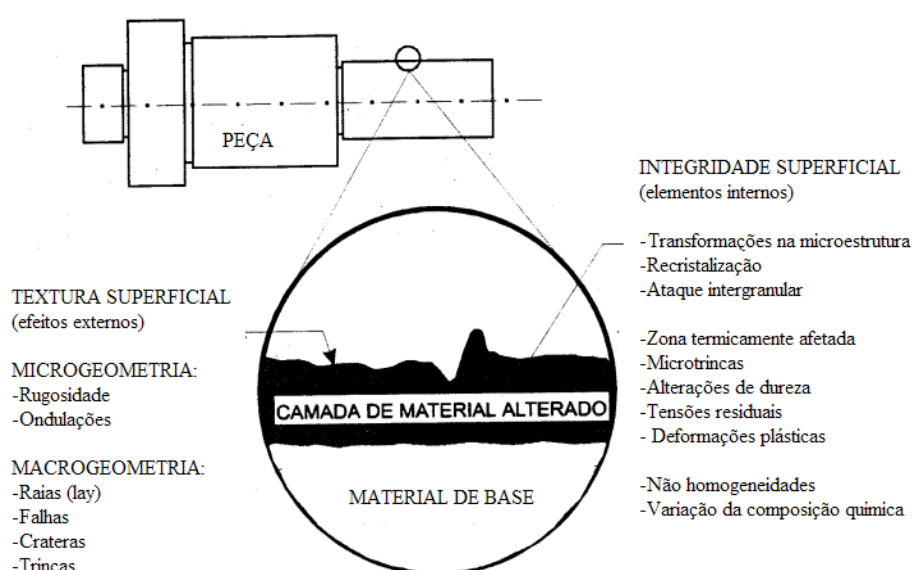 PEÇA
INTEGRIDADE SUPERFICIAL
(elementos internos)
-Transformações na microestrutura
-Recristalização
-Ataque intergranular
-Zona termicamente afetada
-Microtrincas
-Alterações de dureza
-Tensões residuais
- Deformações plásticas
-Não homogeneidades
-Variação da composição quimica
TEXTURA SUPERFICIAL
(efeitos externos)
MICROGEOMETRIA:
-Rugosidade
-Ondulações
MACROGEOMETRIA:
-Raias (lay)
-Falhas
-Crateras
-Trincas
CAMADA DE MATERIAL ALTERADO
MATERIAL DE BASE